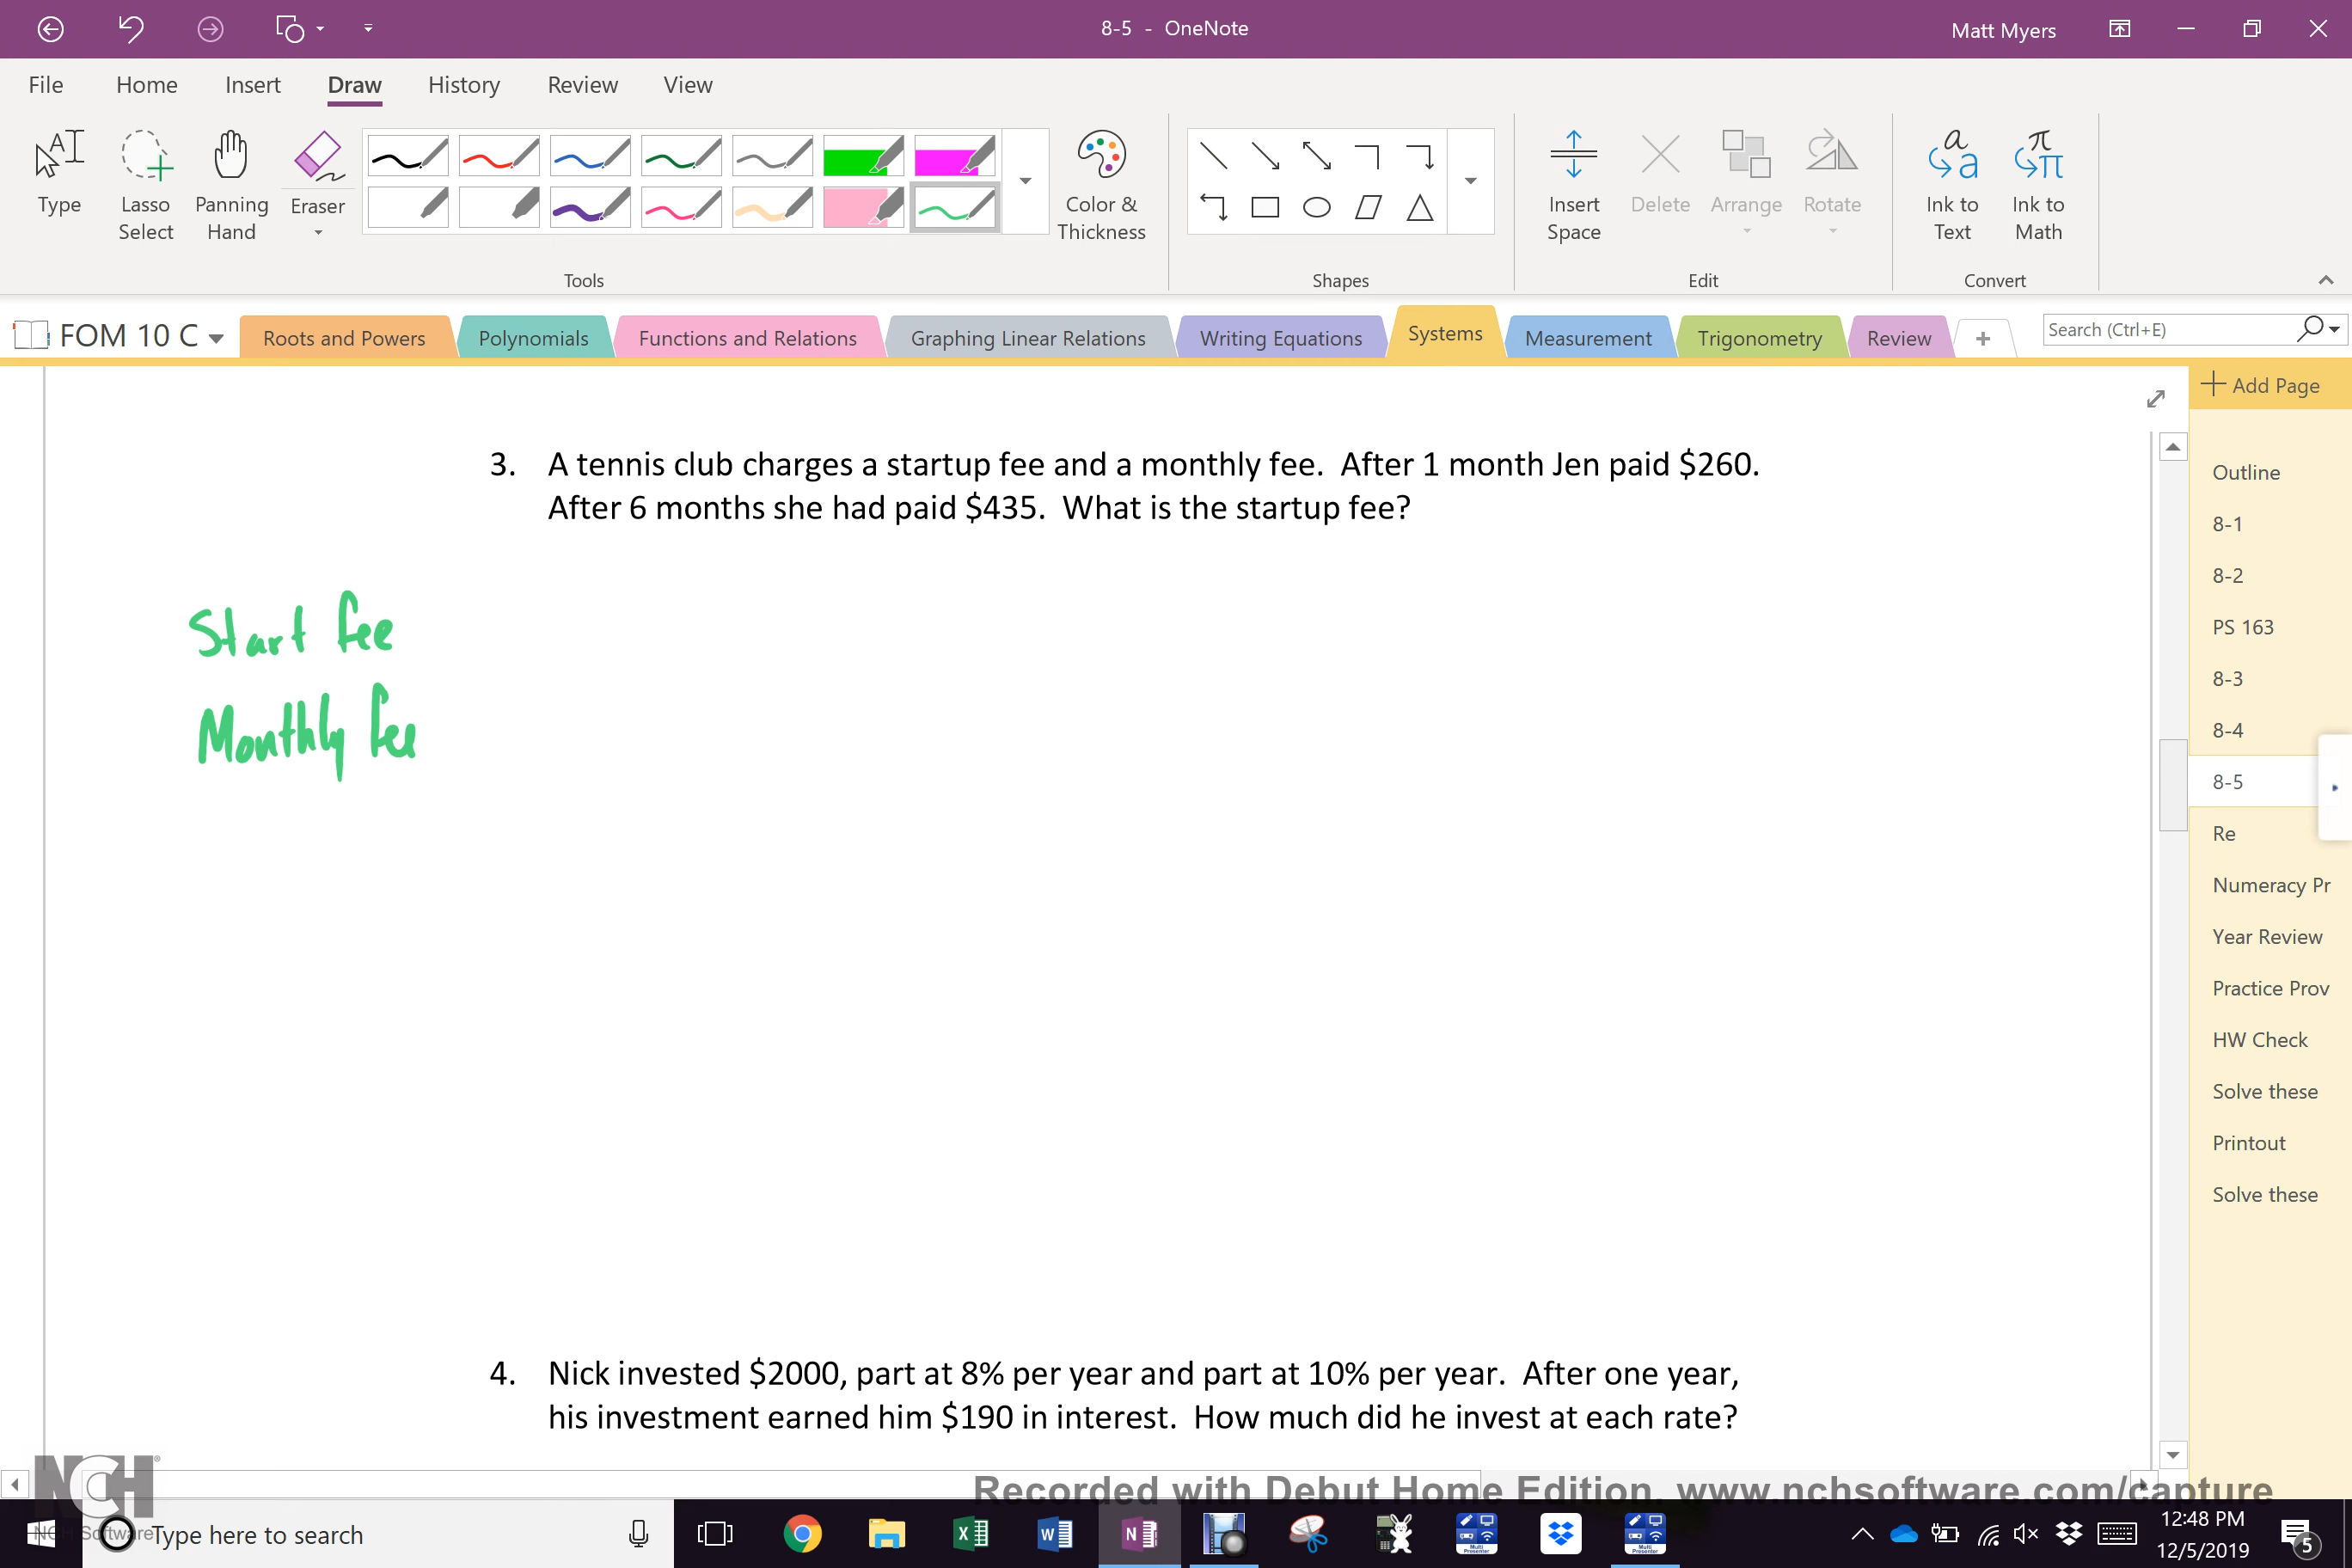 8-5 - OneNote
Matt Myers
File Home Insert Draw History Review View
Type
Lasso Select
Panning Hand
Eraser
Color & Thickness
Insert Space
Delete
Arrange
Rotate
Ink to Text
Ink to Math
Tools
Shapes
Edit
Convert
FOM 10 C
Roots and Powers
Polynomials
Functions and Relations
Graphing Linear Relations
Writing Equations
Systems
Measurement
Trigonometry
Review
Search (Ctrl+E)
Add Page
3. A tennis club charges a startup fee and a monthly fee. After 1 month Jen paid $260.
After 6 months she had paid $435. What is the startup fee?
Start fee
Monthly fee
4. Nick invested $2000, part at 8% per year and part at 10% per year. After one year,
his investment earned him $190 in interest. How much did he invest at each rate?
Outline
8-1
8-2
PS 163
8-3
8-4
8-5
Re
Numeracy Pr
Year Review
Practice Prov
HW Check
Solve these
Printout
Solve these
NCH
NCH Software
Recorded with Debut Home Edition. www.nchsoftware.com/capture
Type here to search
12:48 PM
12/5/2019
5